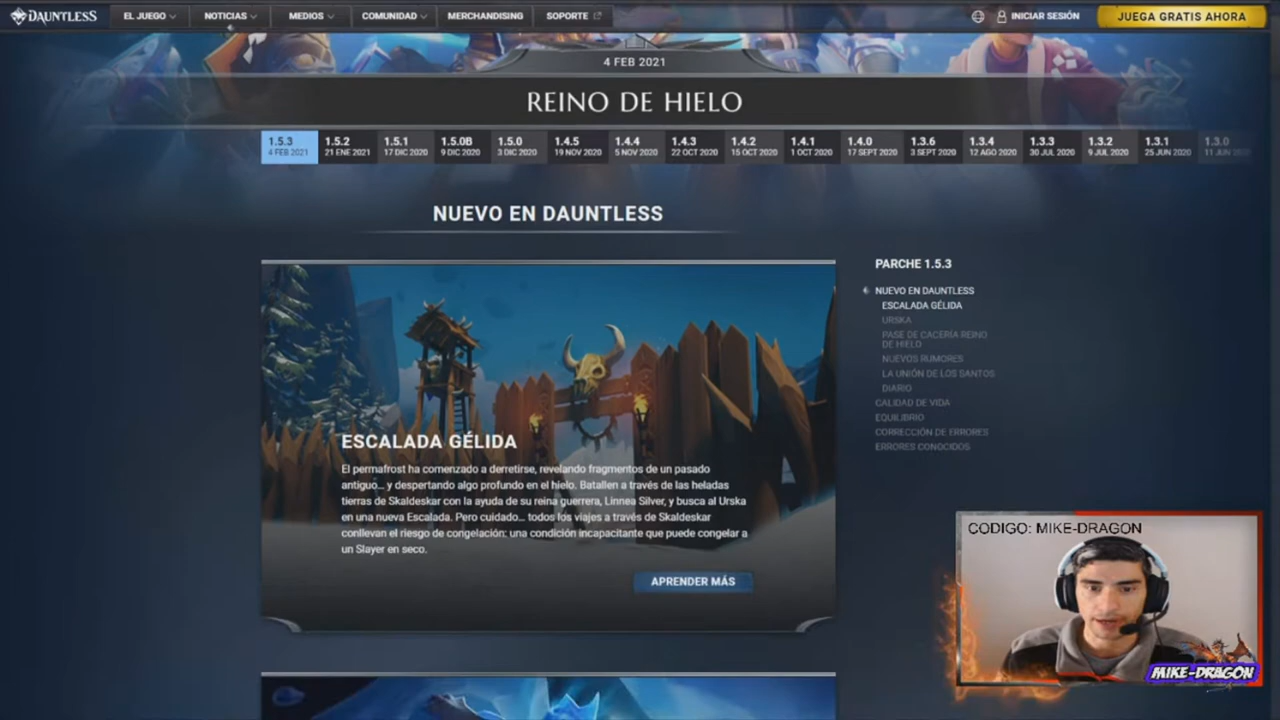 DAUNTLESS
EL JUEGO
NOTICIAS
MEDIOS
COMUNIDAD
MERCHANDISING
SOPORTE
INICIAR SESIÓN
JUEGA GRATIS AHORA
4 FEB 2021
REINO DE HIELO
1.5.3 1.5.2 1.5.1 1.5.0B 1.5.0 1.4.5 1.4.4 1.4.3 1.4.2 1.4.1 1.4.0 1.3.6 1.3.4 1.3.3 1.3.2 1.3.1 1.3.0
4 FEB 2021 21 ENE 2021 17 DIC 2020 9 DIC 2020 3 DIC 2020 19 NOV 2020 5 NOV 2020 22 OCT 2020 15 OCT 2020 1 OCT 2020 17 SEPT 2020 3 SEPT 2020 12 AGO 2020 30 JUL 2020 9 JUL 2020 25 JUN 2020 11 JUN 2020
NUEVO EN DAUNTLESS
ESCALADA GÉLIDA
El permafrost ha comenzado a derretirse, revelando fragmentos de un pasado
antiguo... y despertando algo profundo en el hielo. Batallen a través de las heladas
tierras de Skaldeskar con la ayuda de su reina guerrera, Linnea Silver, y busca al Urska
en una nueva Escalada. Pero cuidado... todos los viajes a través de Skaldeskar
conllevan el riesgo de congelación: una condición incapacitante que puede congelar a
un Slayer en seco.
APRENDER MÁS
PARCHE 1.5.3
NUEVO EN DAUNTLESS
ESCALADA GÉLIDA
URSKA
PASE DE CACERÍA REINO
DE HIELO
NUEVOS RUMORES
LA UNIÓN DE LOS SANTOS
DIARIO
CALIDAD DE VIDA
EQUILIBRIO
CORRECCIÓN DE ERRORES
ERRORES CONOCIDOS
CODIGO: MIKE-DRAGON
MIKE-DRAGON